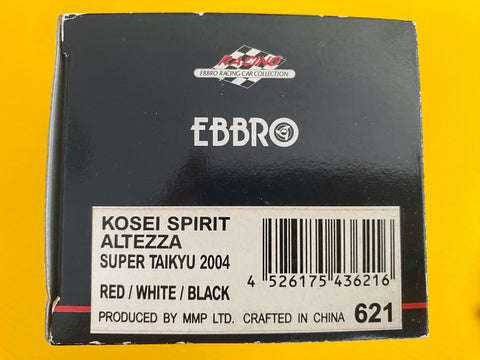 RACING
EBBRO RACING CAR COLLECTION
EBBRO
KOSEI SPIRIT
ALTEZZA
SUPER TAIKYU 2004
RED / WHITE / BLACK
4 526175 436216
PRODUCED BY MMP LTD. CRAFTED IN CHINA 621